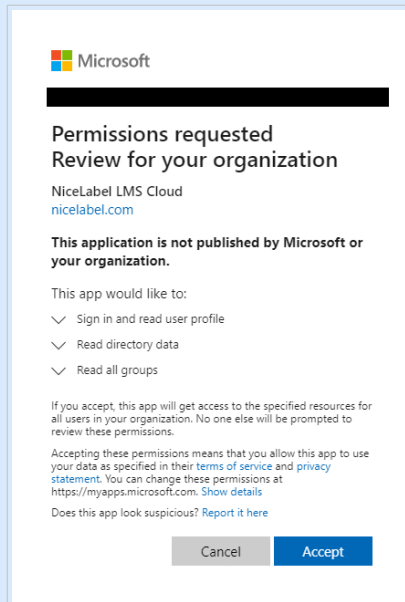 Microsoft
Permissions requested
Review for your organization
NiceLabel LMS Cloud
nicelabel.com
This application is not published by Microsoft or
your organization.
This app would like to:
Sign in and read user profile
Read directory data
Read all groups
If you accept, this app will get access to the specified resources for
all users in your organization. No one else will be prompted to
review these permissions.
Accepting these permissions means that you allow this app to use
your data as specified in their terms of service and privacy
statement. You can change these permissions at
https://myapps.microsoft.com. Show details
Does this app look suspicious? Report it here
Cancel Accept